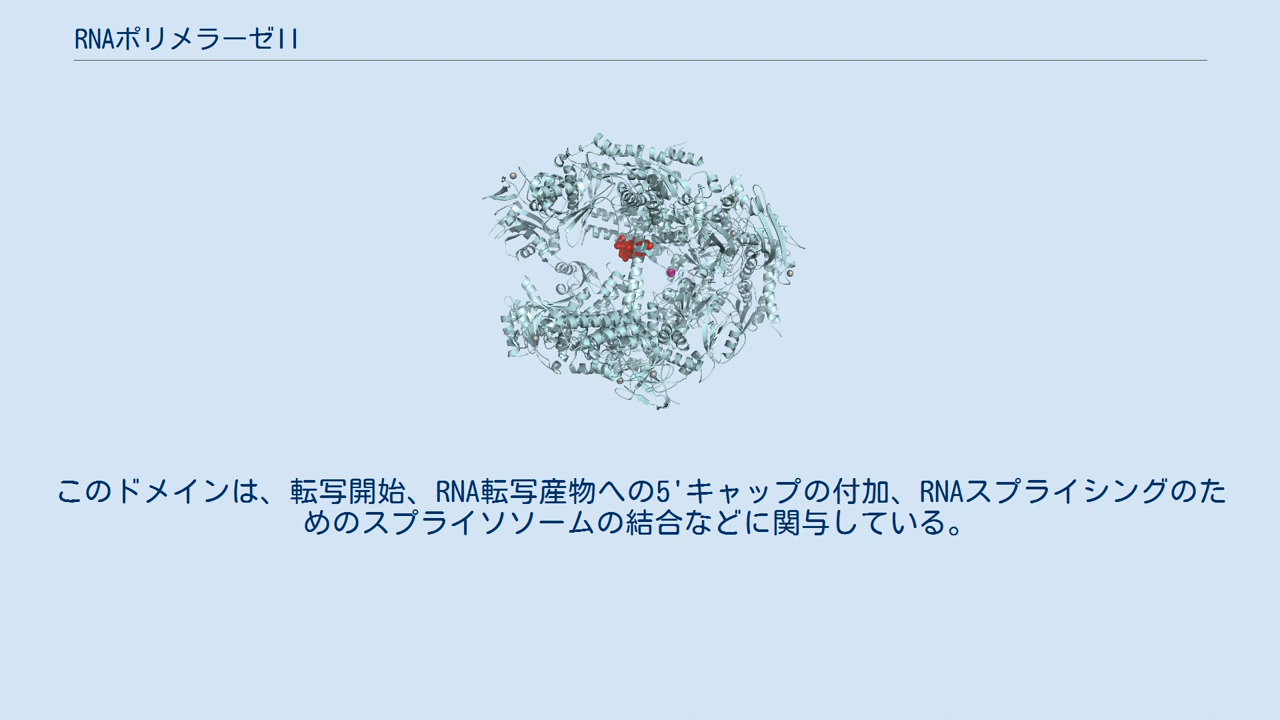 RNAポリメラーゼII
このドメインは、転写開始、RNA転写産物への5'キャップの付加、RNAスプライシングのた
めのスプライソソームの結合などに関与している。